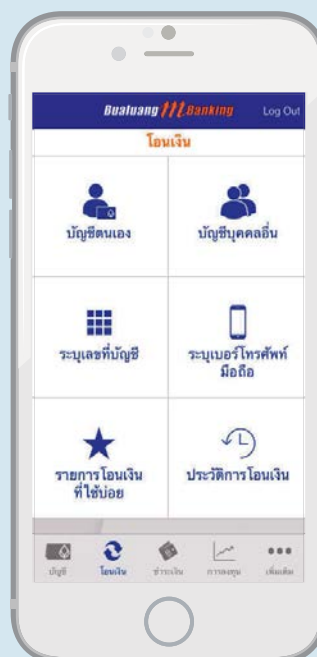 Bualuang mBanking Log Out
โอนเงิน
บัญชีตนเอง
บัญชีบุคคลอื่น
ระบุเลขที่บัญชี
ระบุเบอร์โทรศัพท์
มือถือ
รายการโอนเงิน
ที่ใช้บ่อย
ประวัติการโอนเงิน
บัญชี โอนเงิน ชำระเงิน การลงทุน เพิ่มเติม